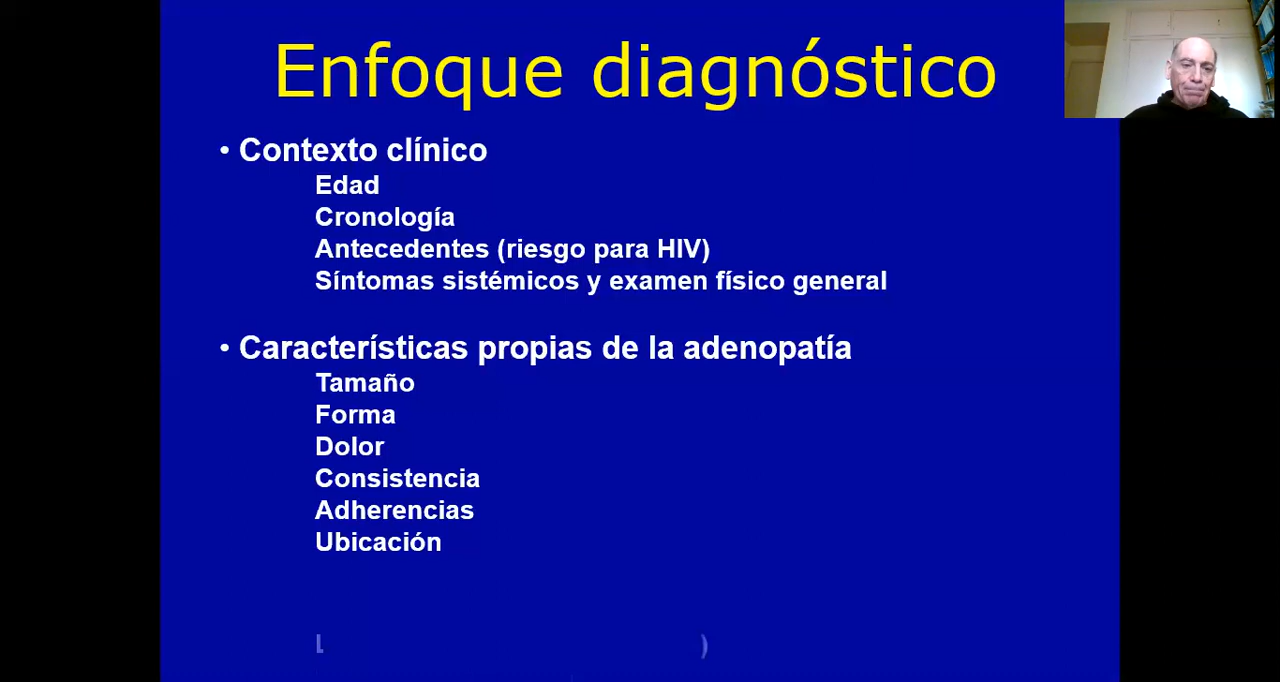 Enfoque diagnóstico
• Contexto clínico
Edad
Cronología
Antecedentes (riesgo para HIV)
Síntomas sistémicos y examen físico general
• Características propias de la adenopatía
Tamaño
Forma
Dolor
Consistencia
Adherencias
Ubicación